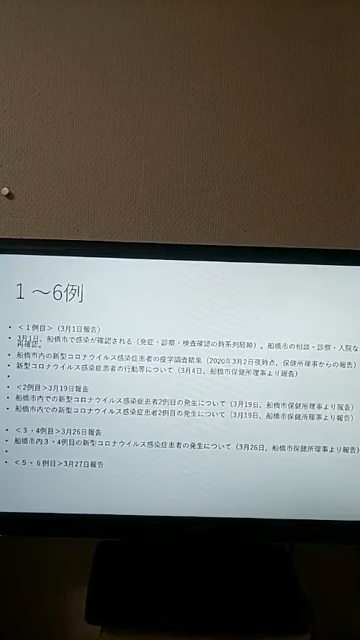 1~6例
<1例目>(3月1日報告)
3月1日、船橋市で感染が確認される(発症・診察・検査確認の時系列経緯)。船橋市の相談・診察・入院な
再確認。
船橋市内の新型コロナウイルス感染症患者の疫学調査結果(2020年3月2日夜時点、保健所理事からの報告)
新型コロナウイルス感染症患者の行動等について(3月4日、船橋市保健所理事より報告)
<2例目>3月19日報告
船橋市内での新型コロナウイルス感染症患者2例目の発生について(3月19日、船橋市保健所理事より報告)
船橋市内での新型コロナウイルス感染症患者2例目の発生について(3月19日、船橋市保健所理事より報告)
<3・4例目>3月26日報告
船橋市内3・4例目の新型コロナウイルス感染症患者の発生について(3月26日、船橋市保健所理事より報告)
<5・6例目>3月27日報告